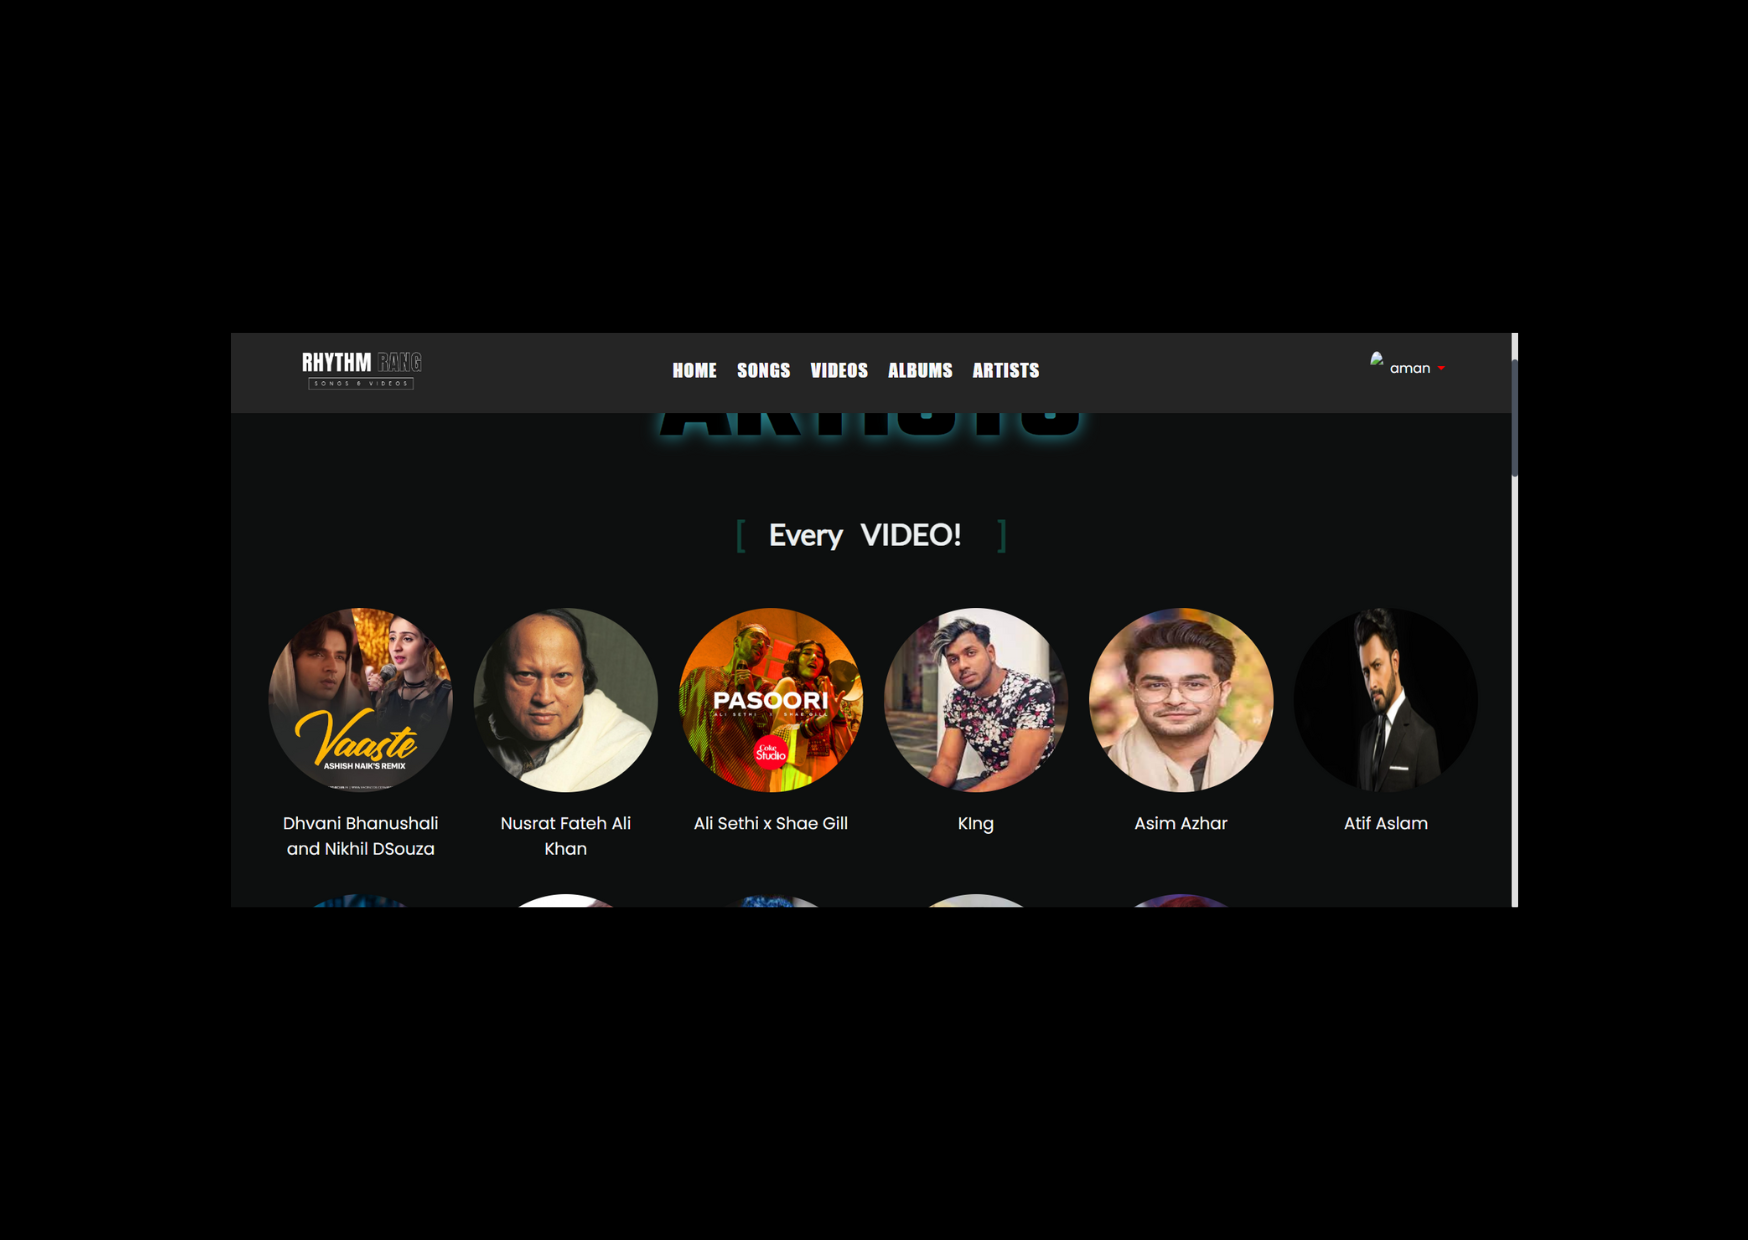 RHYTHM RANG
SONGS & VIDEOS
HOME SONGS VIDEOS ALBUMS ARTISTS
aman
ARTISTS
[ Every VIDEO! ]
Vaaste
ASHISH NAIK'S REMIX
PASOORI
ALI SETHI X SHAE GILL
Coke
Studio
Dhvani Bhanushali
and Nikhil DSouza
Nusrat Fateh Ali
Khan
Ali Sethi x Shae Gill
KIng
Asim Azhar
Atif Aslam